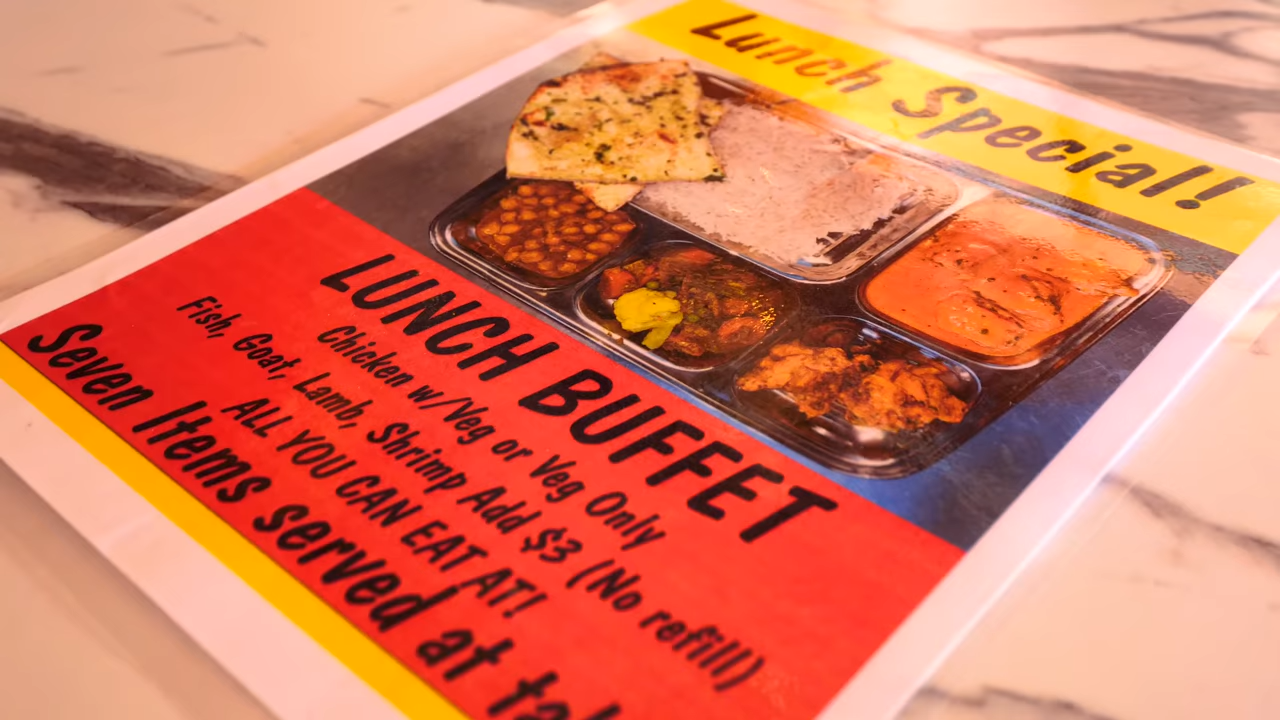 Lunch Special!
LUNCH BUFFET
Chicken w/Veg or Veg Only
Fish, Goat, Lamb, Shrimp Add $3 (No refill)
ALL YOU CAN EAT AT!
Seven Items served at